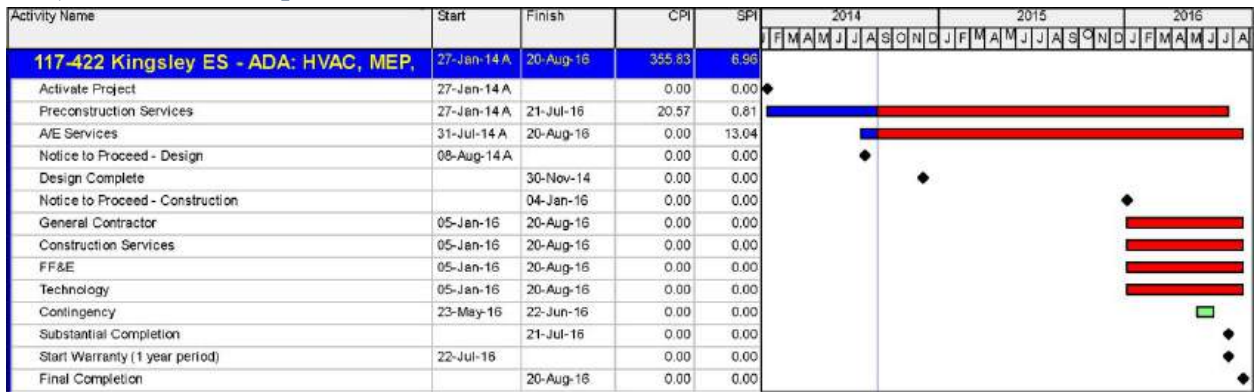 Activity Name Start Finish CPI SPI 2014 2015 2016
J F M A M J J A S O N D J F M A M J J A S O N D J F M A M J J A
117-422 Kingsley ES - ADA: HVAC, MEP, 27-Jan-14 A 20-Aug-16 355.83 6.96
Activate Project 27-Jan-14 A 0.00 0.00
Preconstruction Services 27-Jan-14 A 21-Jul-16 20.57 0.81
A/E Services 31-Jul-14 A 20-Aug-16 0.00 13.04
Notice to Proceed - Design 08-Aug-14 A 0.00 0.00
Design Complete 30-Nov-14 0.00 0.00
Notice to Proceed - Construction 04-Jan-16 0.00 0.00
General Contractor 05-Jan-16 20-Aug-16 0.00 0.00
Construction Services 05-Jan-16 20-Aug-16 0.00 0.00
FF&E 05-Jan-16 20-Aug-16 0.00 0.00
Technology 05-Jan-16 20-Aug-16 0.00 0.00
Contingency 23-May-16 22-Jun-16 0.00 0.00
Substantial Completion 21-Jul-16 0.00 0.00
Start Warranty (1 year period) 22-Jul-16 0.00 0.00
Final Completion 20-Aug-16 0.00 0.00